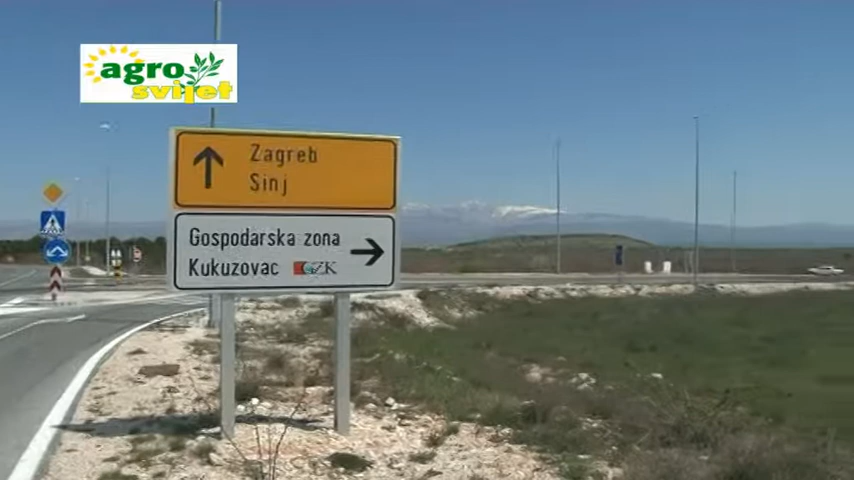 agro
svijet
Zagreb
Sinj
Gospodarska zona
Kukuzovac GZK